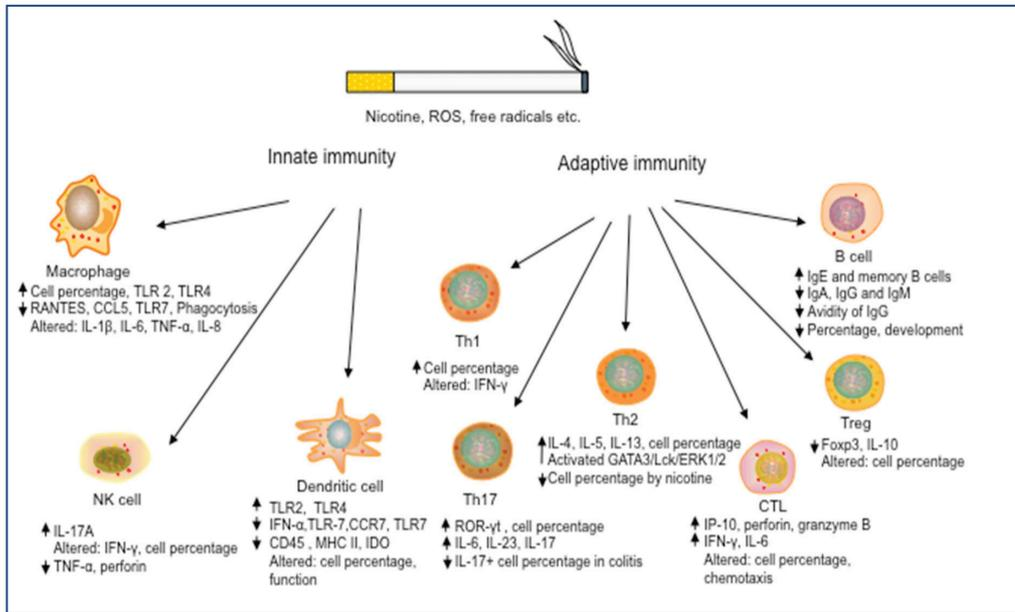 Nicotine, ROS, free radicals etc.
Innate immunity
Adaptive immunity
Macrophage
↑ Cell percentage, TLR 2, TLR4
↓ RANTES, CCL5, TLR7, Phagocytosis
Altered: IL-1β, IL-6, TNF-α, IL-8
NK cell
↑ IL-17A
Altered: IFN-γ, cell percentage
↓ TNF-α, perforin
Dendritic cell
↑ TLR2, TLR4
↓ IFN-α,TLR-7,CCR7, TLR7
↓ CD45 , MHC II, IDO
Altered: cell percentage,
function
Th1
↑ Cell percentage
Altered: IFN-γ
Th17
↑ ROR-γt , cell percentage
↑ IL-6, IL-23, IL-17
↓ IL-17+ cell percentage in colitis
Th2
↑ IL-4, IL-5, IL-13, cell percentage
Activated GATA3/Lck/ERK1/2
↓ Cell percentage by nicotine
CTL
↑ IP-10, perforin, granzyme B
↑ IFN-γ, IL-6
Altered: cell percentage,
chemotaxis
Treg
↓ Foxp3, IL-10
Altered: cell percentage
B cell
↑ IgE and memory B cells
↓ IgA, IgG and IgM
↓ Avidity of IgG
↓ Percentage, development